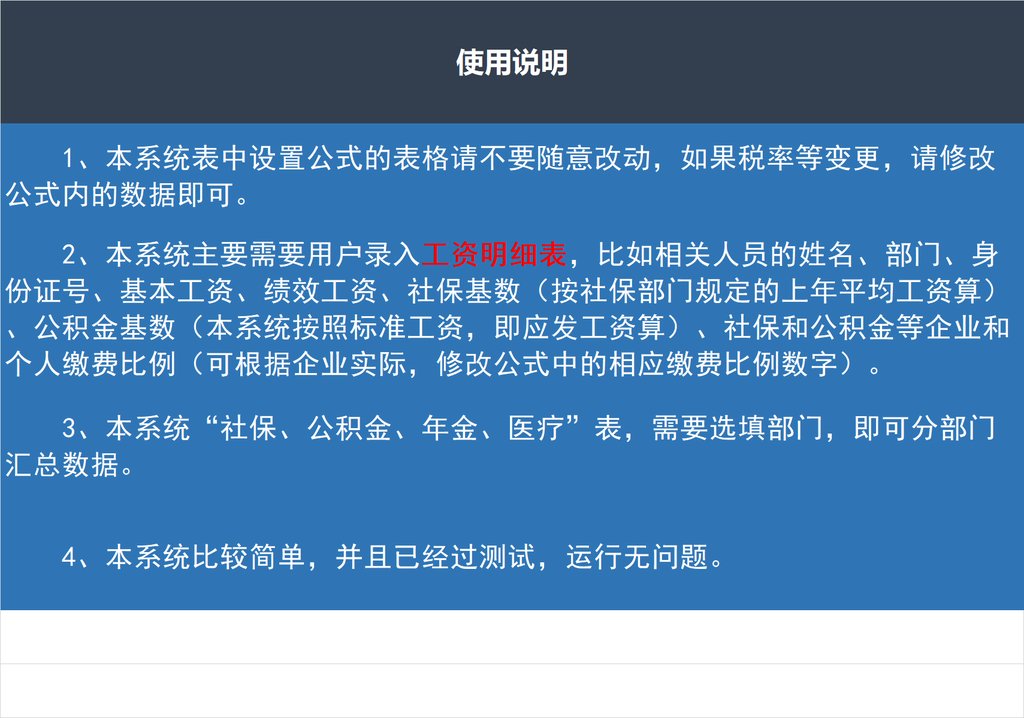 使用说明
1、本系统表中设置公式的表格请不要随意改动，如果税率等变更，请修改
公式内的数据即可。
2、本系统主要需要用户录入工资明细表，比如相关人员的姓名、部门、身
份证号、基本工资、绩效工资、社保基数（按社保部门规定的上年平均工资算）
、公积金基数（本系统按照标准工资，即应发工资算）、社保和公积金等企业和
个人缴费比例（可根据企业实际，修改公式中的相应缴费比例数字）。
3、本系统“社保、公积金、年金、医疗”表，需要选填部门，即可分部门
汇总数据。
4、本系统比较简单，并且已经过测试，运行无问题。